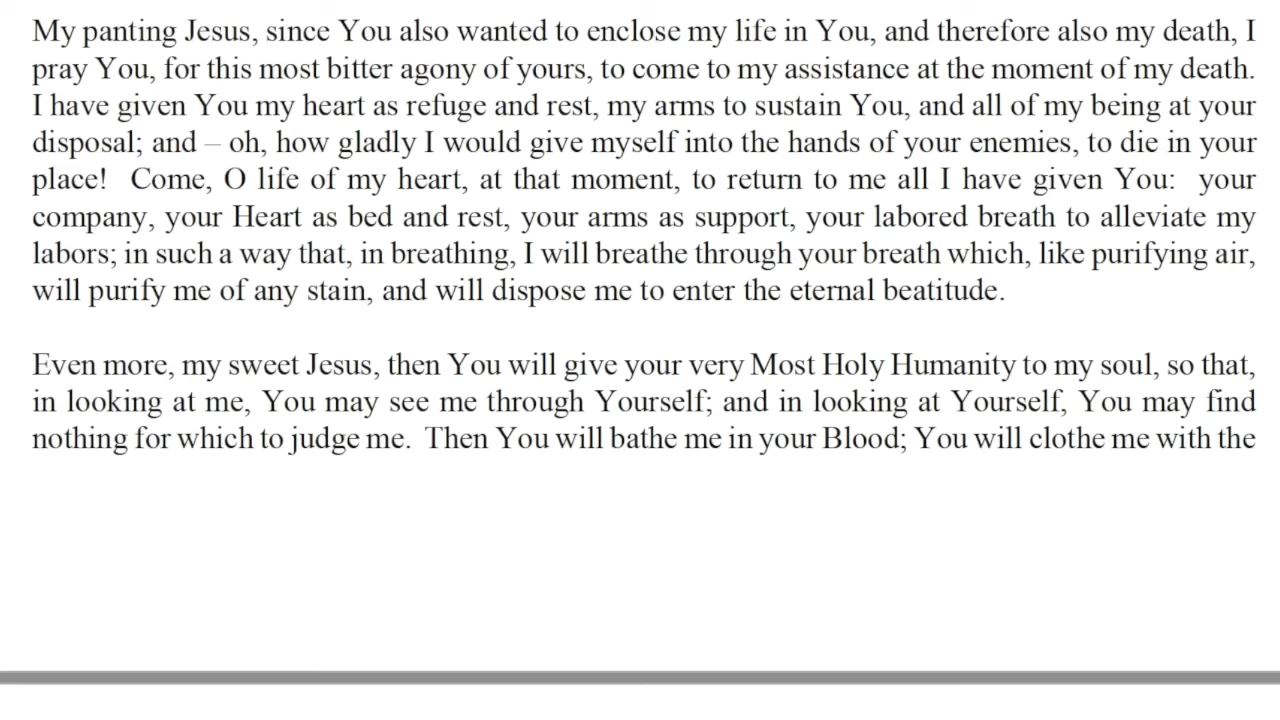 My panting Jesus, since You also wanted to enclose my life in You, and therefore also my death, I
pray You, for this most bitter agony of yours, to come to my assistance at the moment of my death.
I have given You my heart as refuge and rest, my arms to sustain You, and all of my being at your
disposal; and – oh, how gladly I would give myself into the hands of your enemies, to die in your
place!  Come, O life of my heart, at that moment, to return to me all I have given You:  your
company, your Heart as bed and rest, your arms as support, your labored breath to alleviate my
labors; in such a way that, in breathing, I will breathe through your breath which, like purifying air,
will purify me of any stain, and will dispose me to enter the eternal beatitude.
Even more, my sweet Jesus, then You will give your very Most Holy Humanity to my soul, so that,
in looking at me, You may see me through Yourself; and in looking at Yourself, You may find
nothing for which to judge me.  Then You will bathe me in your Blood; You will clothe me with the